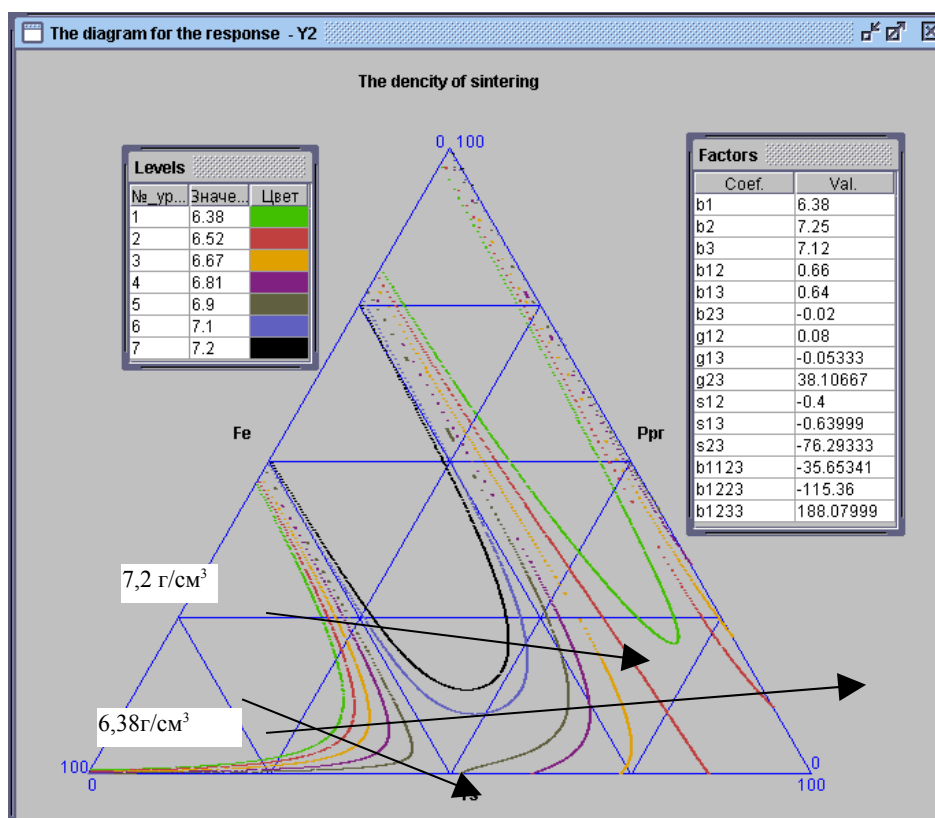 The diagram for the response - Y2
The dencity of sintering
0 100
Levels
№_ур... Значе... Цвет
1 6.38
2 6.52
3 6.67
4 6.81
5 6.9
6 7.1
7 7.2
Factors
Coef. Val.
b1 6.38
b2 7.25
b3 7.12
b12 0.66
b13 0.64
b23 -0.02
g12 0.08
g13 -0.05333
g23 38.10667
s12 -0.4
s13 -0.63999
s23 -76.29333
b1123 -35.65341
b1223 -115.36
b1233 188.07999
Fe
Ppr
7,2 г/см³
6,38г/см³
100
0
0
100